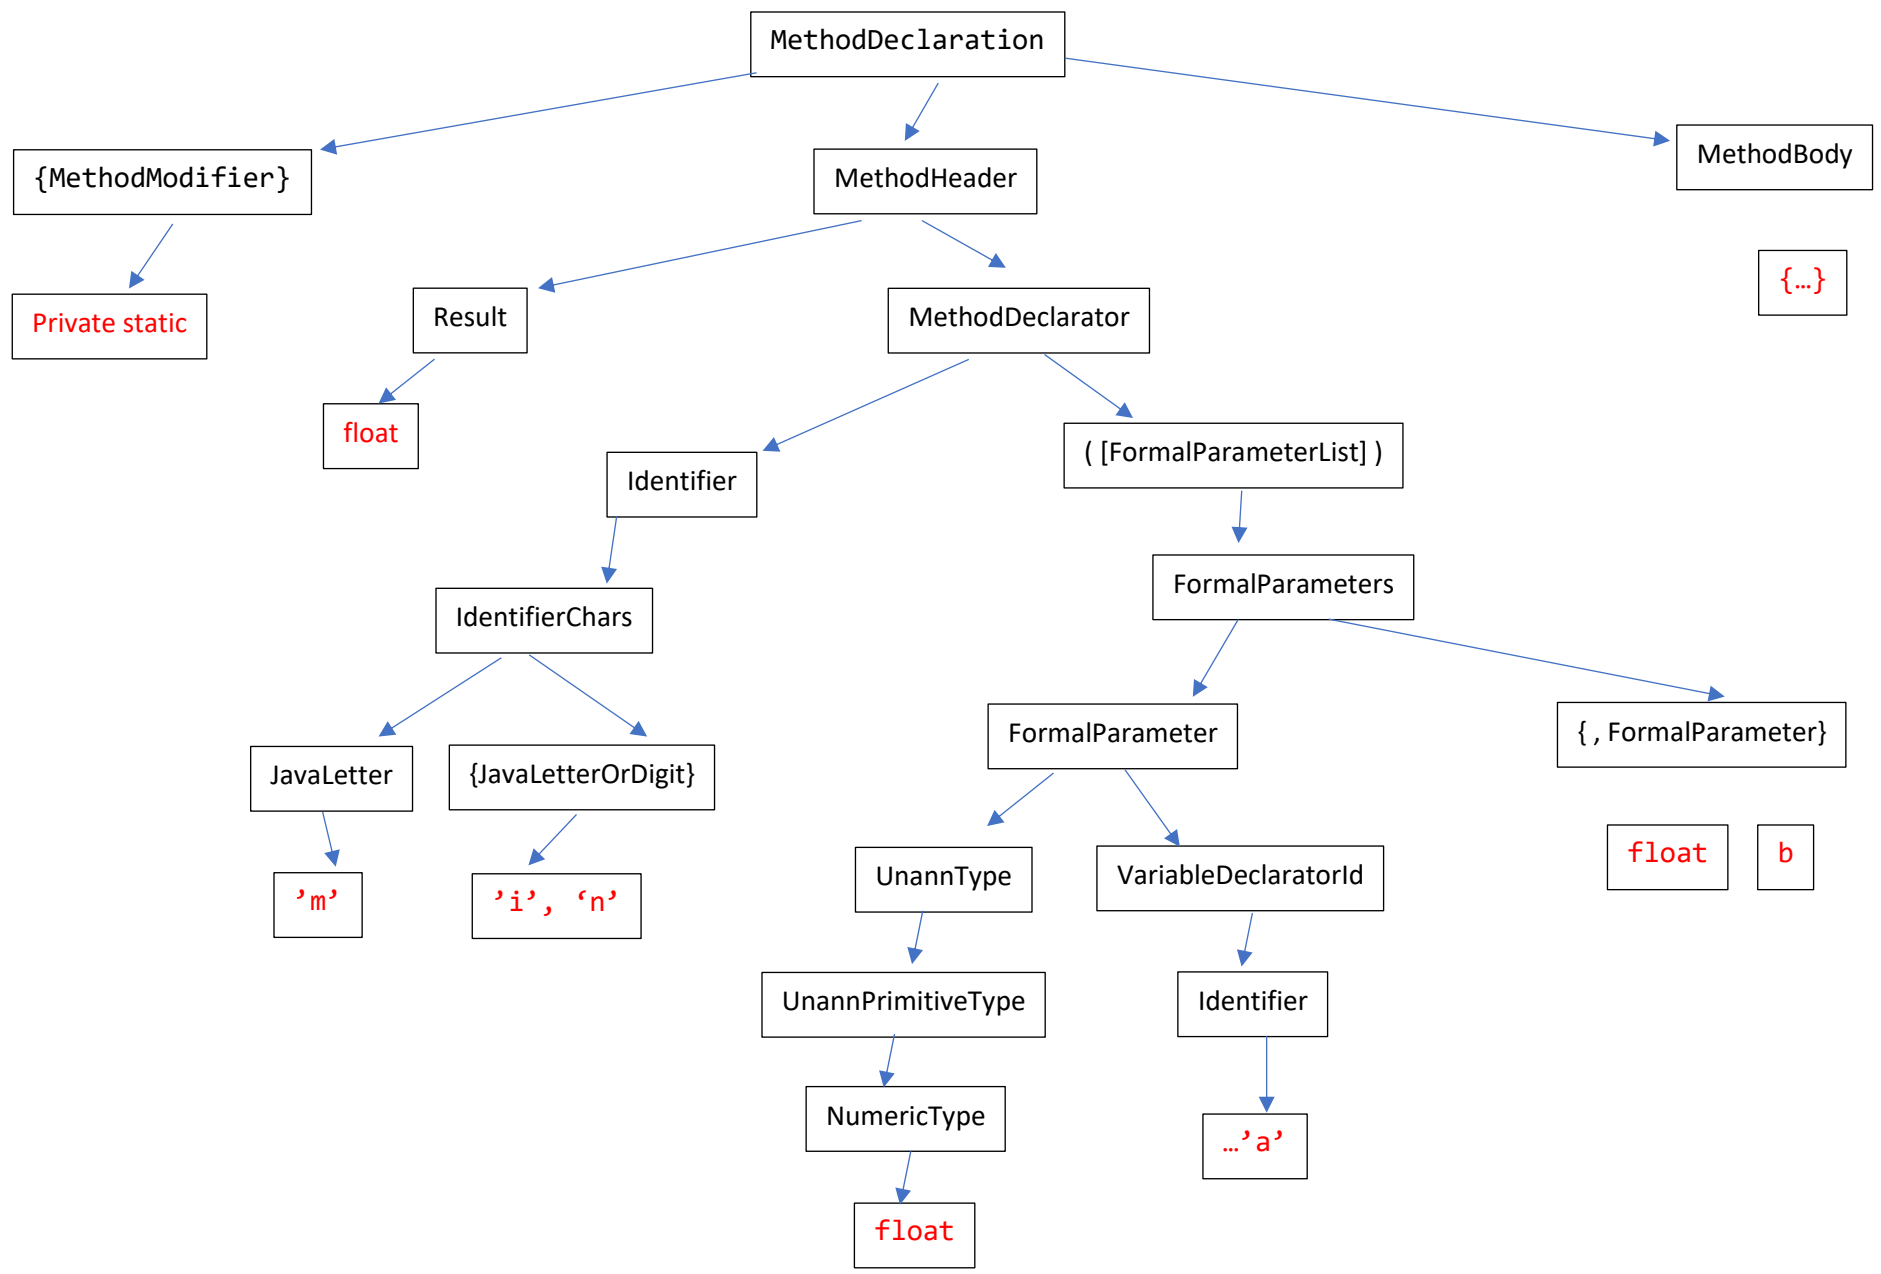 MethodDeclaration
{MethodModifier}
MethodHeader
MethodBody
Private static
Result
MethodDeclarator
{…}
float
Identifier
( [FormalParameterList] )
IdentifierChars
FormalParameters
JavaLetter
{JavaLetterOrDigit}
FormalParameter
{ , FormalParameter}
’m’
’i’, ‘n’
UnannType
VariableDeclaratorId
float
b
UnannPrimitiveType
Identifier
NumericType
…’a’
float